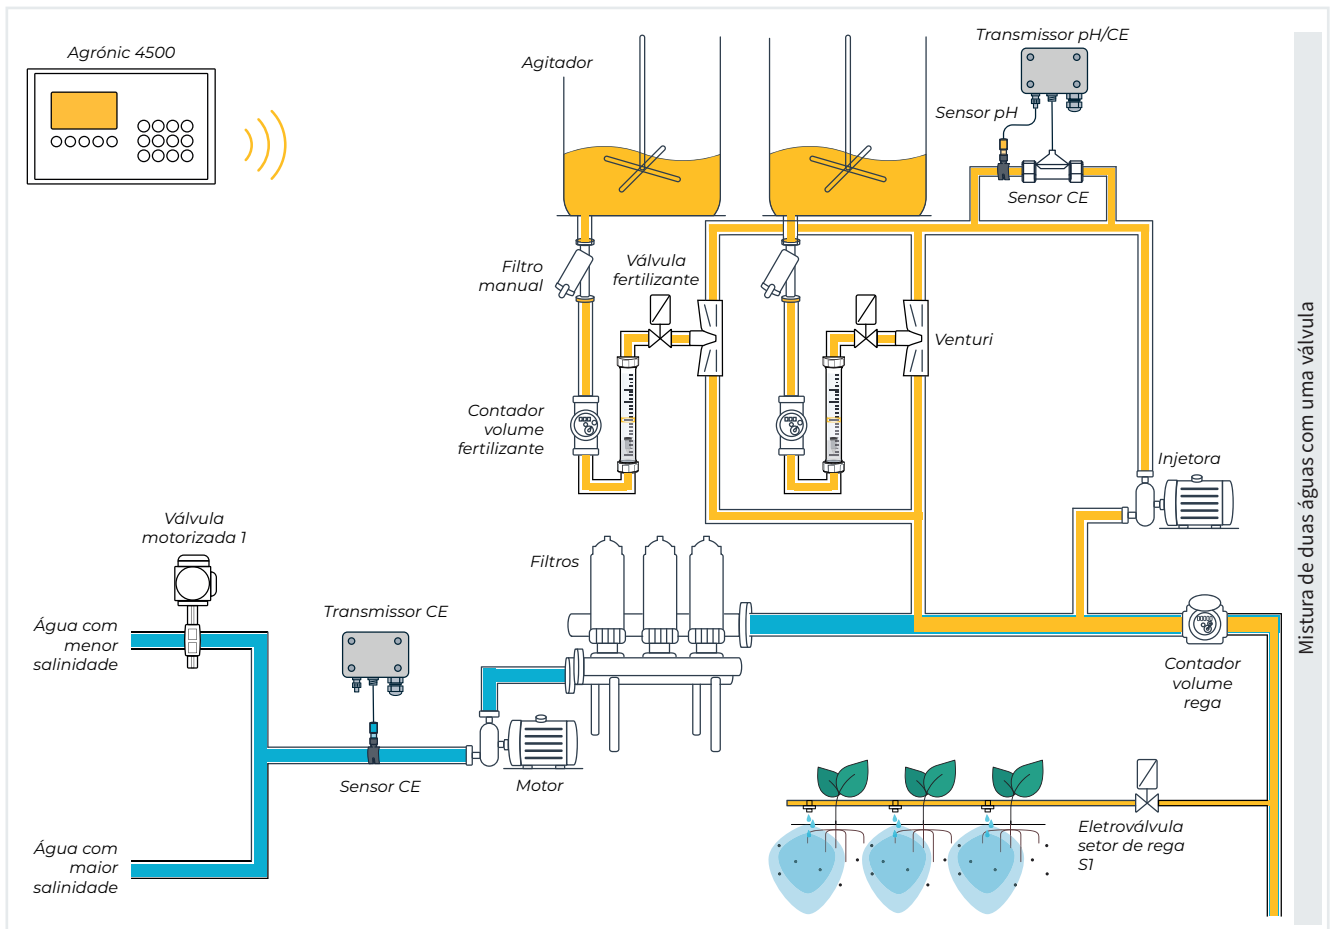 Agrónic 4500
Agitador
Transmissor pH/CE
Sensor pH
Sensor CE
Filtro
manual
Válvula
fertilizante
Venturi
Contador
volume
fertilizante
Injetora
Válvula
motorizada 1
Filtros
Transmissor CE
Água com
menor
salinidade
Contador
volume
rega
Sensor CE
Motor
Água com
maior
salinidade
Eletroválvula
setor de rega
S1
Mistura de duas águas com uma válvula